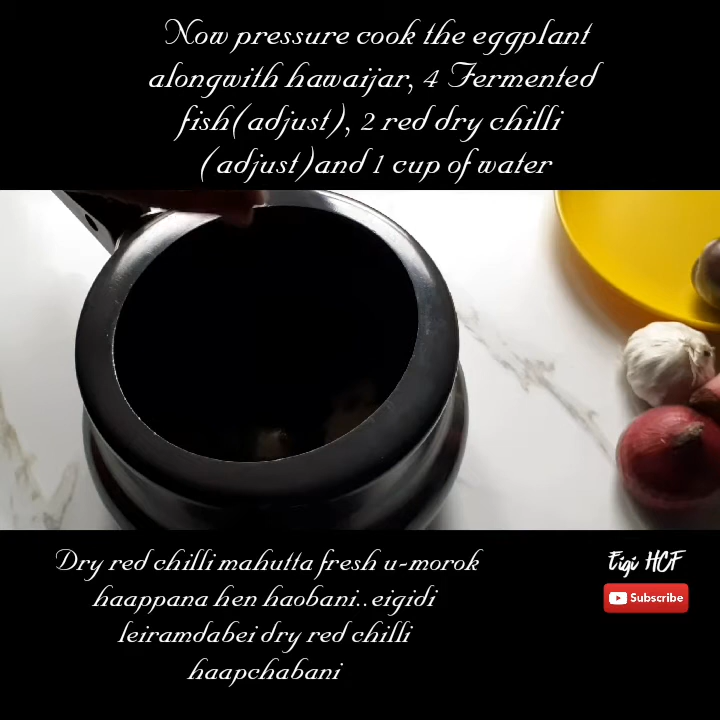 Now pressure cook the eggplant
alongwith hawaijar, 4 Fermented
fish(adjust), 2 red dry chilli
(adjust)and 1 cup of water
Dry red chilli mahutta fresh u-morok
haappana hen haobani..eigidi
leiramdabei dry red chilli
haapchabani
Eigi HCF
Subscribe